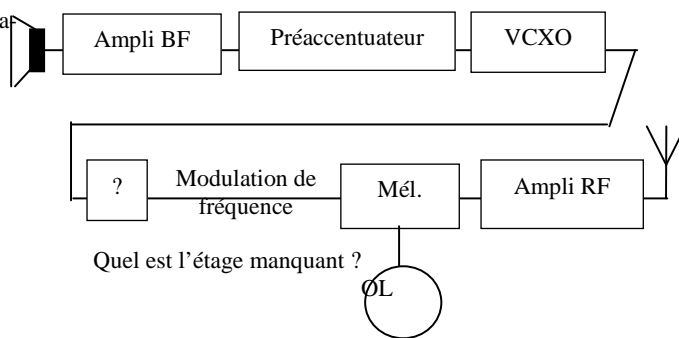 a-
Ampli BF
Préaccentuateur
VCXO
?
Modulation de
fréquence
Mél.
Ampli RF
Quel est l’étage manquant ?
OL